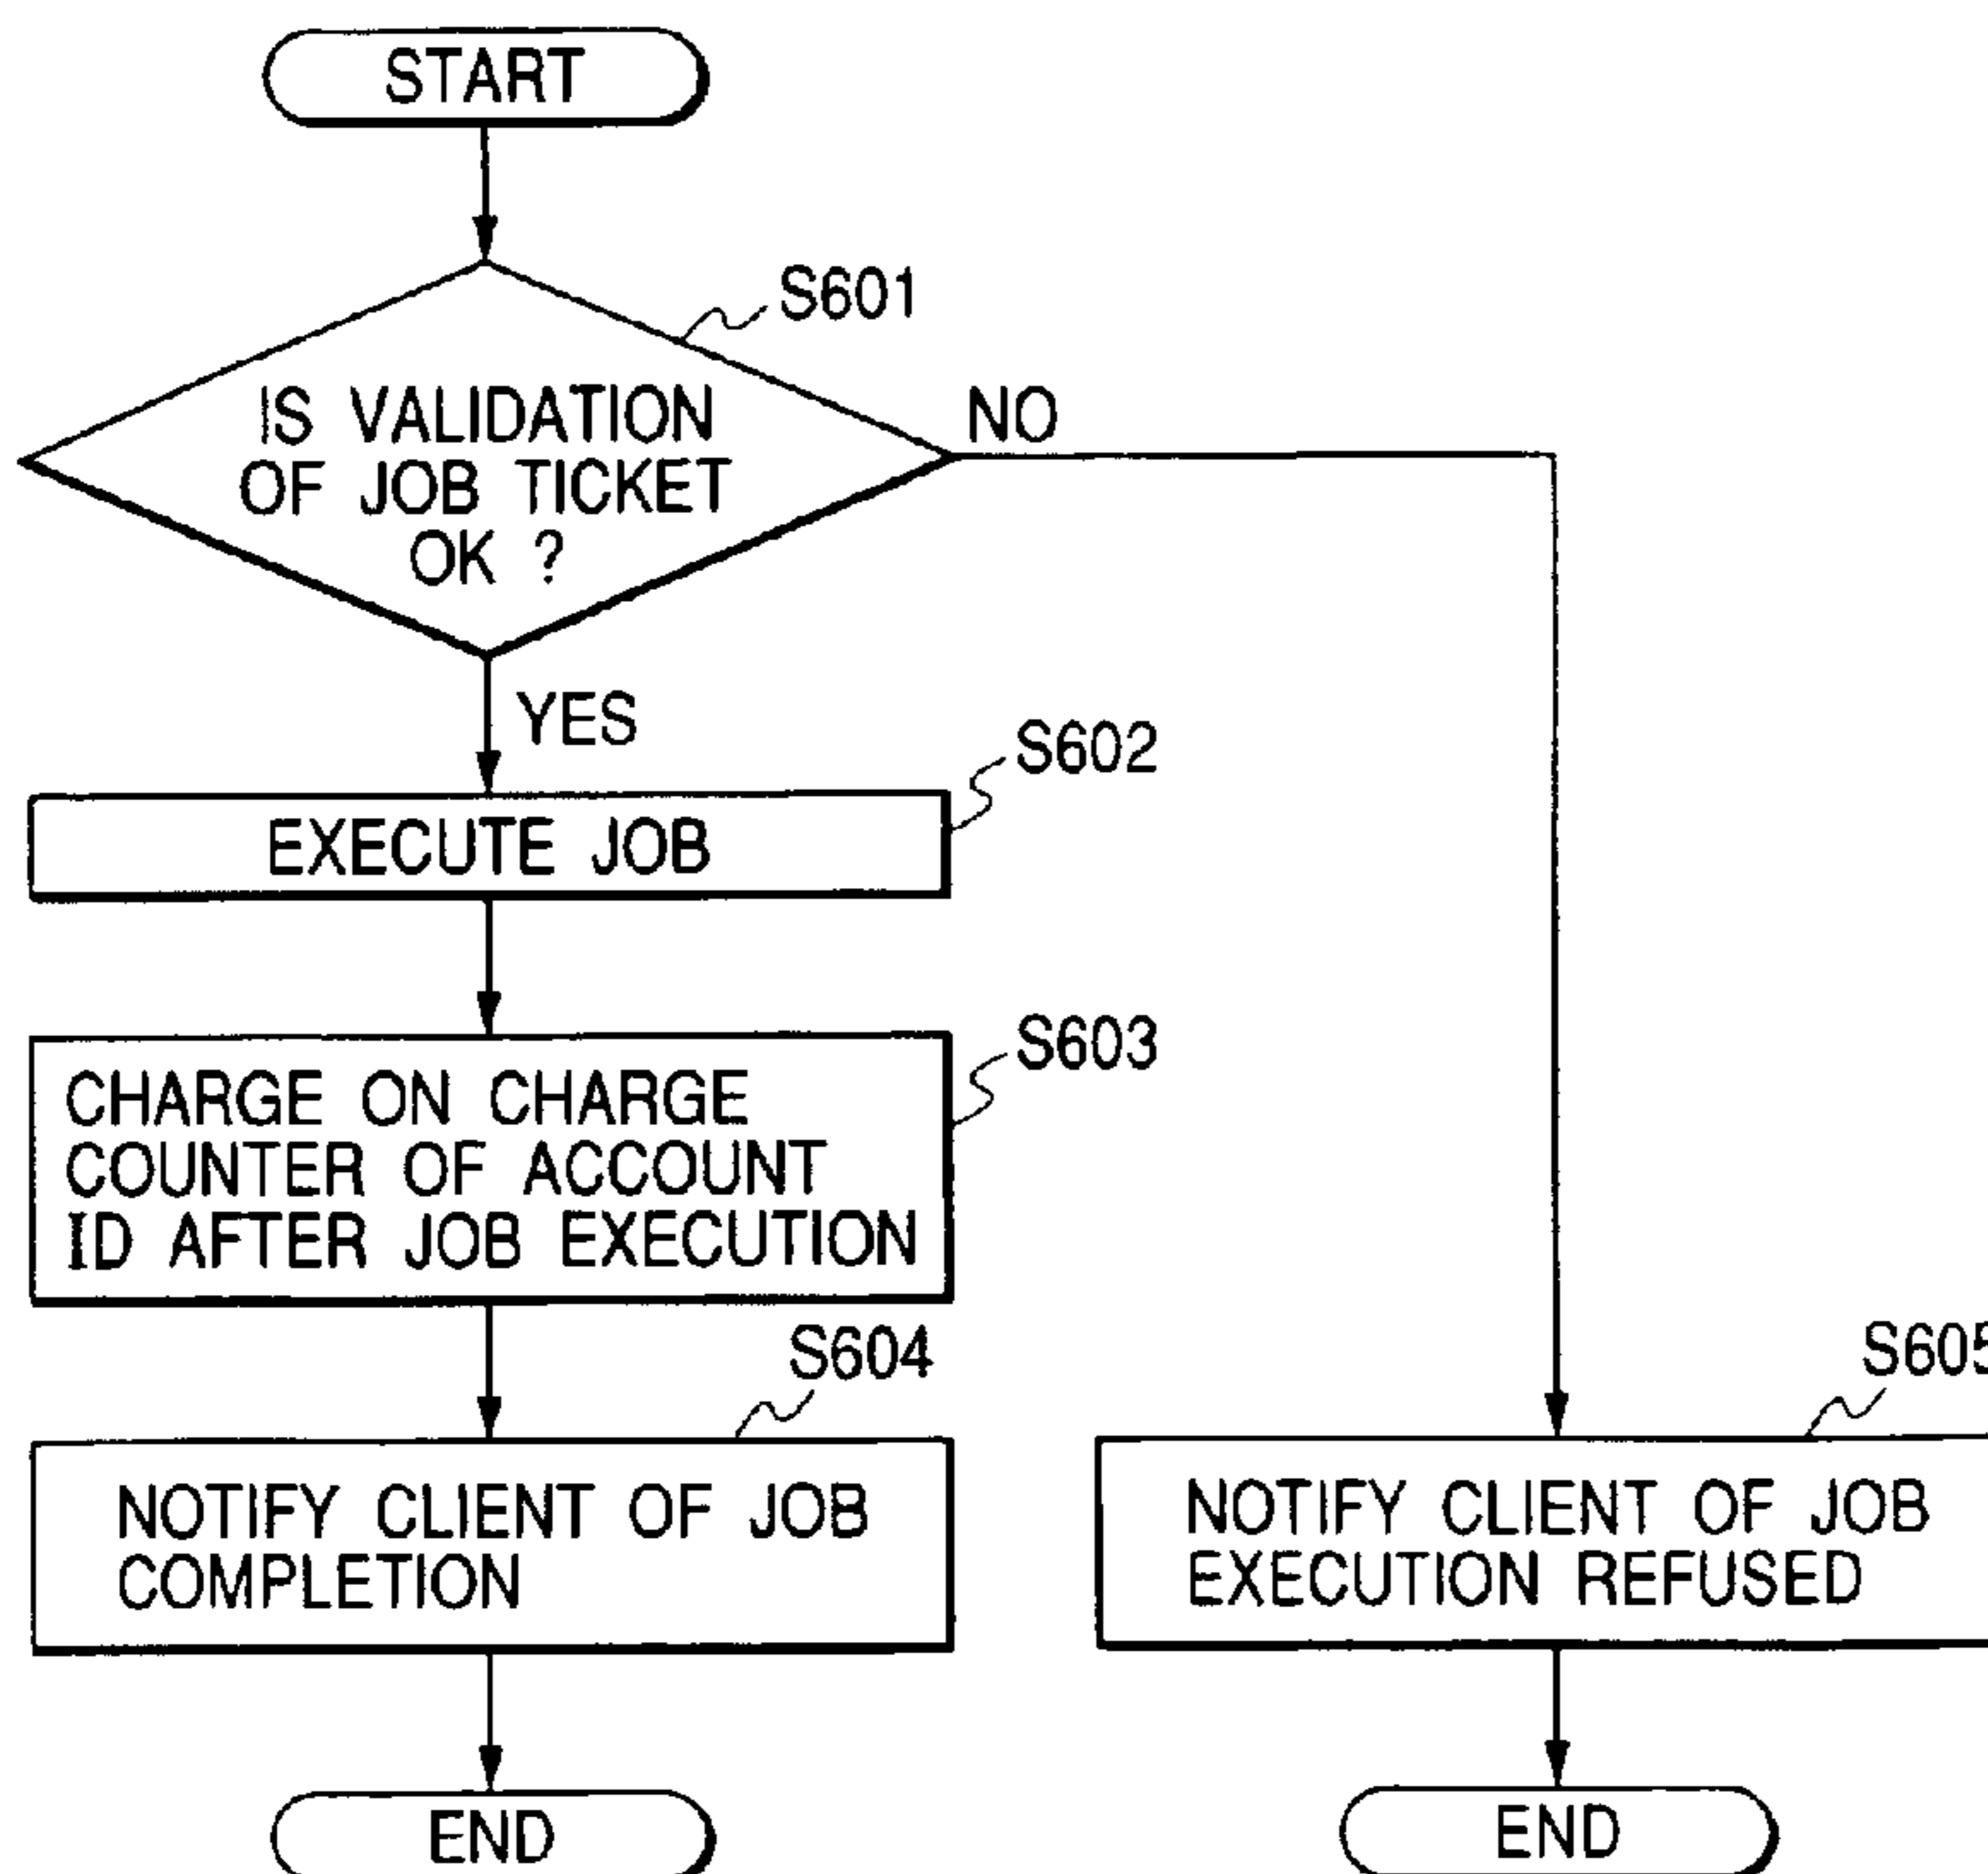 START
S601
IS VALIDATION
OF JOB TICKET
OK ?
NO
YES
S602
EXECUTE JOB
S603
CHARGE ON CHARGE
COUNTER OF ACCOUNT
ID AFTER JOB EXECUTION
S604
NOTIFY CLIENT OF JOB
COMPLETION
END
S605
NOTIFY CLIENT OF JOB
EXECUTION REFUSED
END